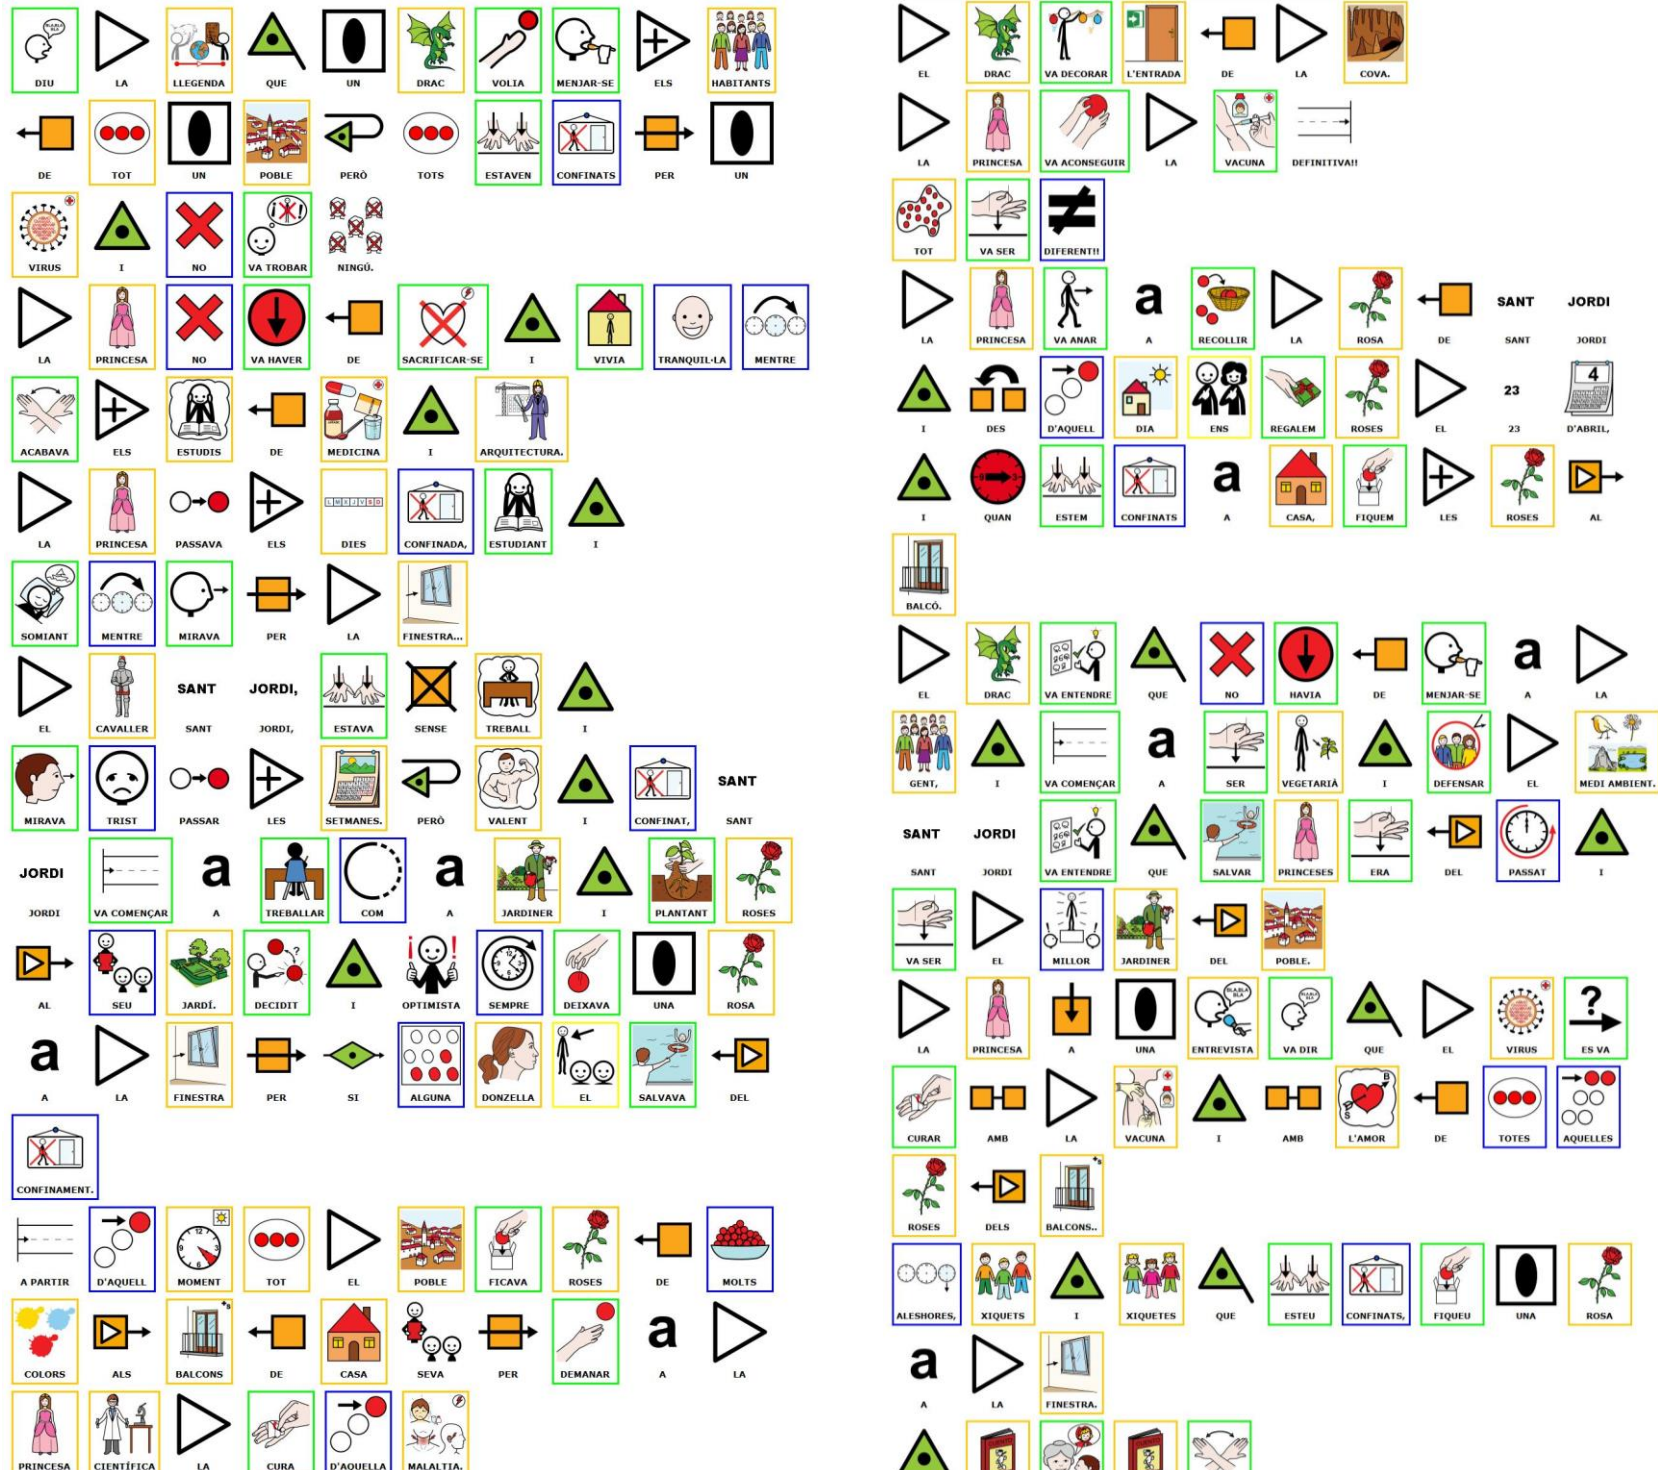 DIU LA LLEGENDA QUE UN DRAC VOLIA MENJAR-SE ELS HABITANTS
DE TOT UN POBLE PERÒ TOTS ESTAVEN CONFINATS PER UN
VIRUS I NO VA TROBAR NINGÚ.
LA PRINCESA NO VA HAVER DE SACRIFICAR-SE I VIVIA TRANQUIL·LA MENTRE
ACABAVA ELS ESTUDIS DE MEDICINA I ARQUITECTURA.
LA PRINCESA PASSAVA ELS DIES CONFINADA, ESTUDIANT I
SOMIANT MENTRE MIRAVA PER LA FINESTRA...
SANT JORDI,
EL CAVALLER SANT JORDI, ESTAVA SENSE TREBALL I
SANT
MIRAVA TRIST PASSAR LES SETMANES. PERÒ VALENT I CONFINAT, SANT
JORDI a a
JORDI VA COMENÇAR A TREBALLAR COM A JARDINER I PLANTANT ROSES
AL SEU JARDÍ. DECIDIT I OPTIMISTA SEMPRE DEIXAVA UNA ROSA
a
A LA FINESTRA PER SI ALGUNA DONZELLA EL SALVAVA DEL
CONFINAMENT.
A PARTIR D'AQUELL MOMENT TOT EL POBLE FICAVA ROSES DE MOLTS
a
COLORS ALS BALCONS DE CASA SEVA PER DEMANAR A LA
PRINCESA CIENTÍFICA LA CURA D'AQUELLA MALALTIA.
EL DRAC VA DECORAR L'ENTRADA DE LA COVA.
LA PRINCESA VA ACONSEGUIR LA VACUNA DEFINITIVA!!
TOT VA SER DIFERENT!!
a SANT JORDI
LA PRINCESA VA ANAR A RECOLLIR LA ROSA DE SANT JORDI
23 4
I DES D'AQUELL DIA ENS REGALEM ROSES EL 23 D'ABRIL,
a
I QUAN ESTEM CONFINATS A CASA, FIQUEM LES ROSES AL
BALCÓ.
a
EL DRAC VA ENTENDRE QUE NO HAVIA DE MENJAR-SE A LA
a
GENT, I VA COMENÇAR A SER VEGETARIÀ I DEFENSAR EL MEDI AMBIENT.
SANT JORDI
SANT JORDI VA ENTENDRE QUE SALVAR PRINCESES ERA DEL PASSAT I
VA SER EL MILLOR JARDINER DEL POBLE.
LA PRINCESA A UNA ENTREVISTA VA DIR QUE EL VIRUS ES VA
CURAR AMB LA VACUNA I AMB L'AMOR DE TOTES AQUELLES
ROSES DELS BALCONS..
ALESHORES, XIQUETS I XIQUETES QUE ESTEU CONFINATS, FIQUEU UNA ROSA
a
A LA FINESTRA.